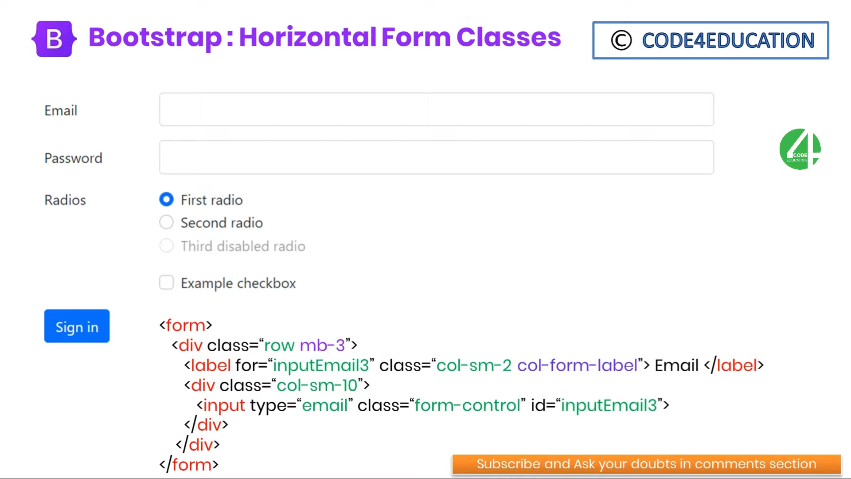 B Bootstrap : Horizontal Form Classes
© CODE4EDUCATION
Email
4 CODE
Password
Radios
First radio
Second radio
Third disabled radio
Example checkbox
Sign in
<form>
<div class=“row mb-3”>
<label for=“inputEmail3” class=“col-sm-2 col-form-label”> Email </label>
<div class=“col-sm-10”>
<input type=“email” class=“form-control” id=“inputEmail3”>
</div>
</div>
</form>
Subscribe and Ask your doubts in comments section